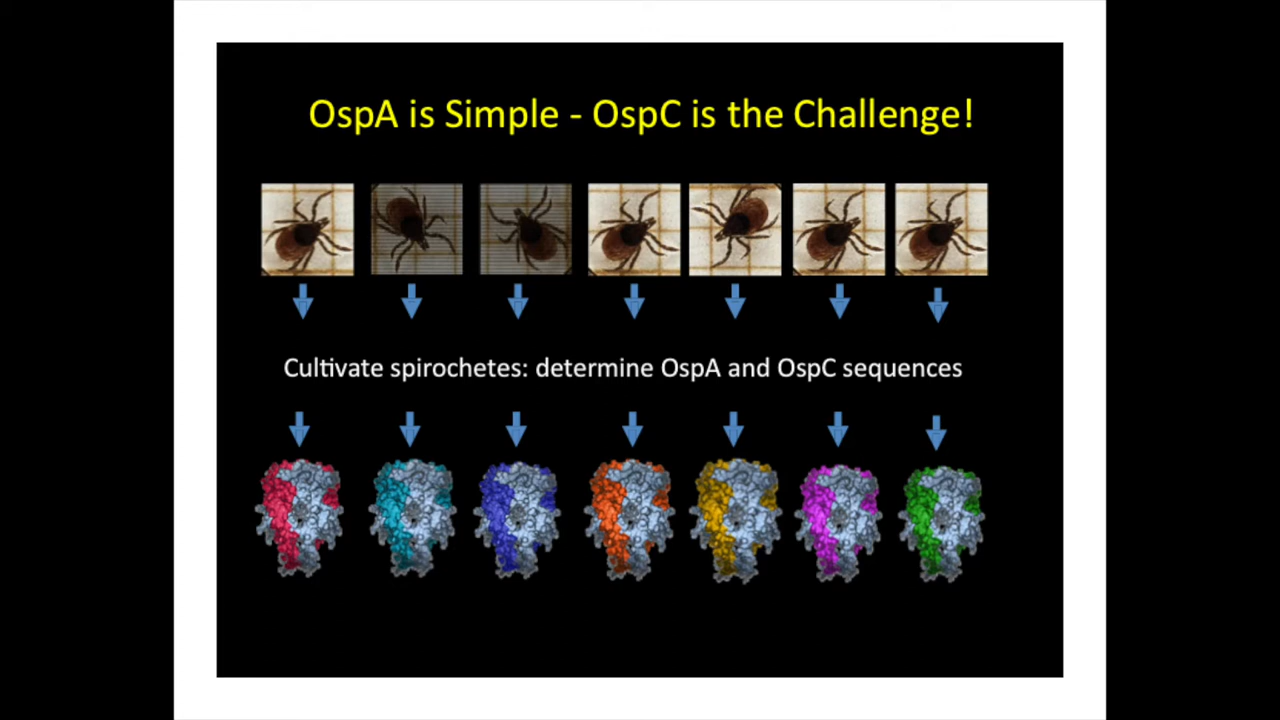 OspA is Simple - OspC is the Challenge!
Cultivate spirochetes: determine OspA and OspC sequences